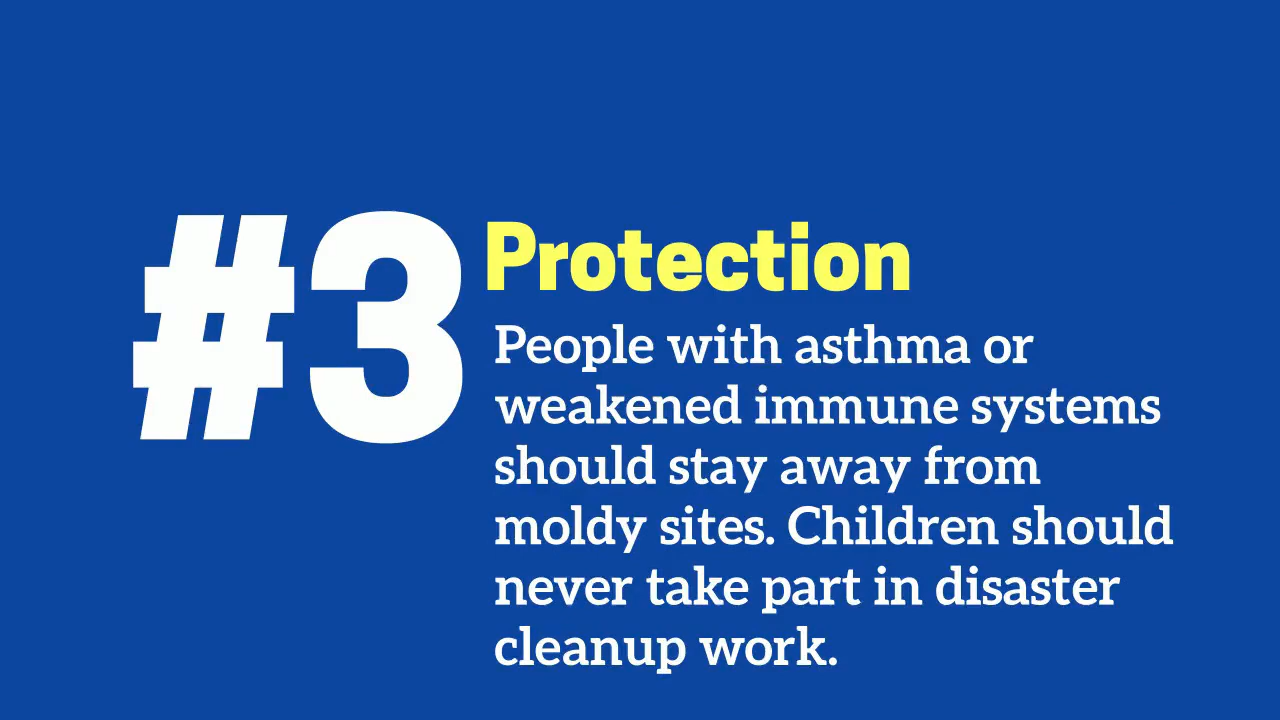 #3
Protection
People with asthma or
weakened immune systems
should stay away from
moldy sites. Children should
never take part in disaster
cleanup work.